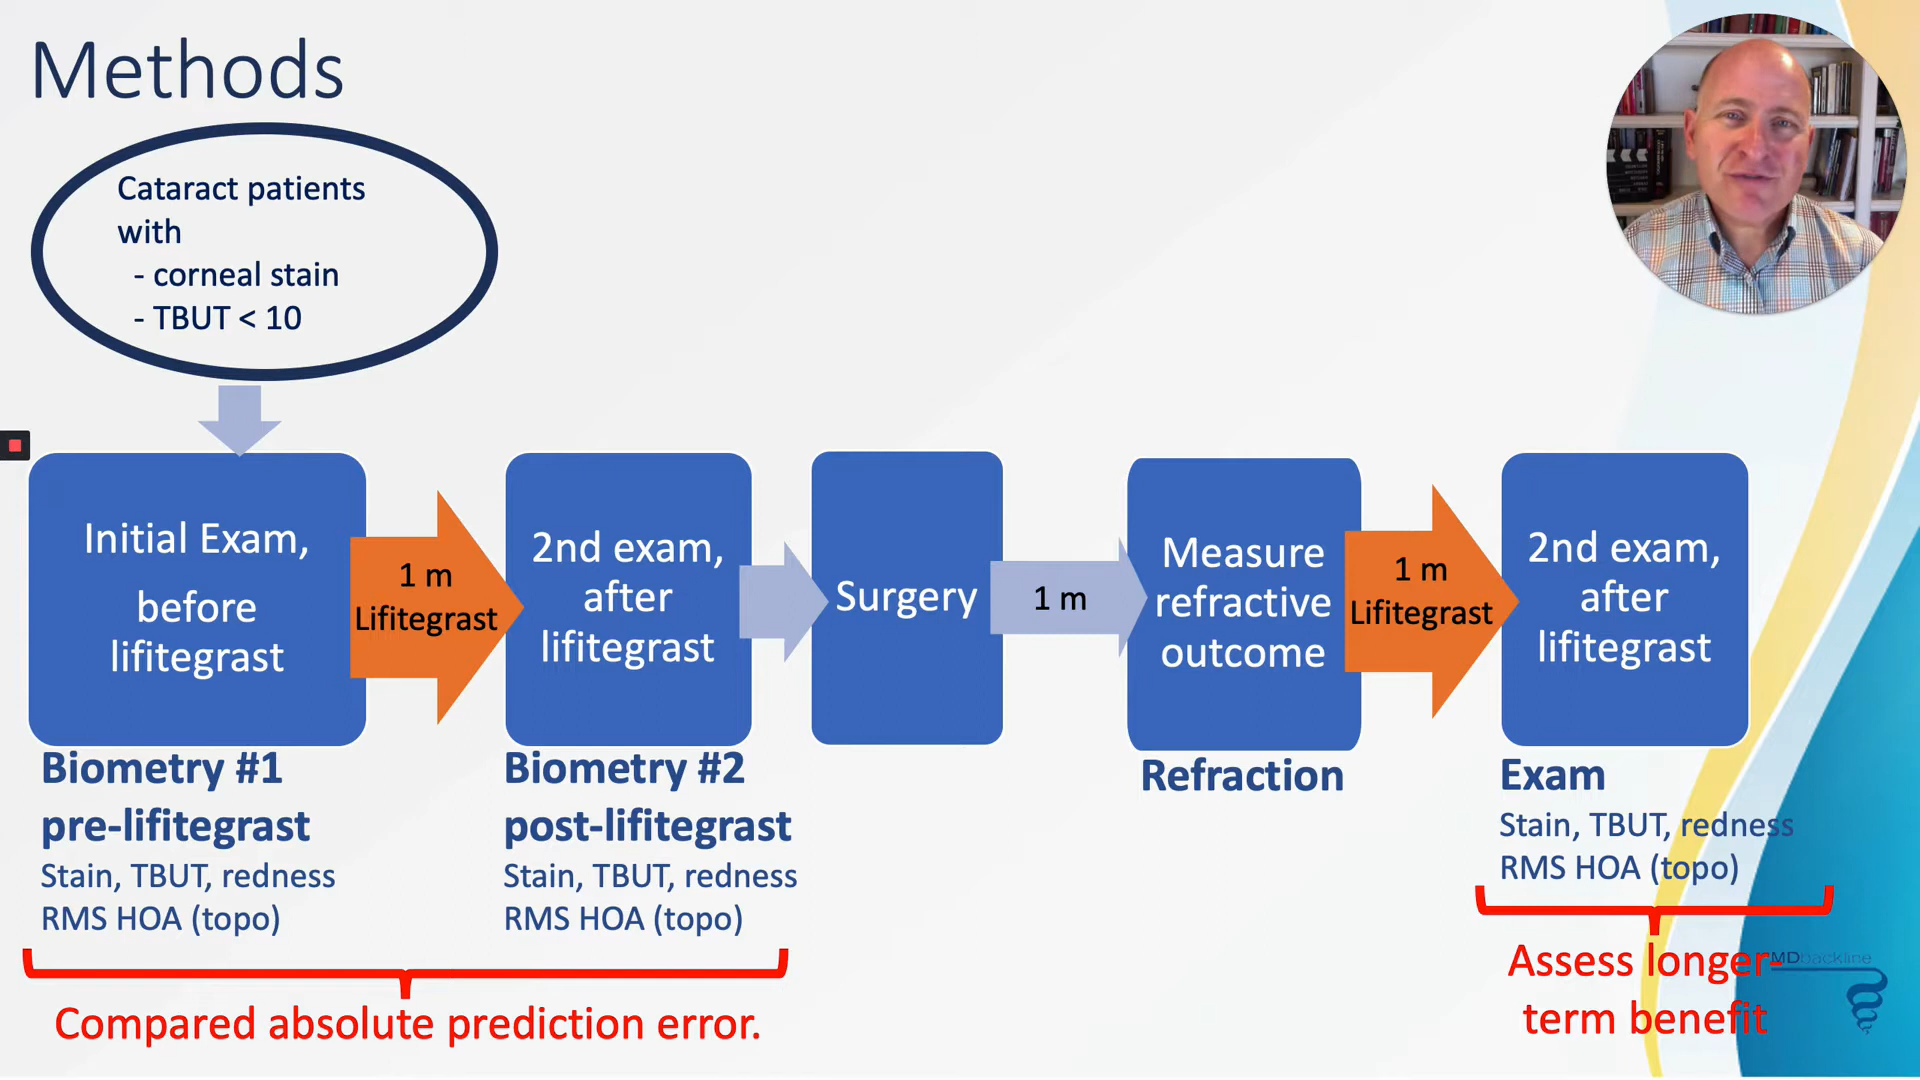 Methods
Cataract patients
with
- corneal stain
- TBUT < 10
Initial Exam,
before
lifitegrast
1 m
Lifitegrast
2nd exam,
after
lifitegrast
Surgery
1 m
Measure
refractive
outcome
1 m
Lifitegrast
2nd exam,
after
lifitegrast
Biometry #1
pre-lifitegrast
Stain, TBUT, redness
RMS HOA (topo)
Biometry #2
post-lifitegrast
Stain, TBUT, redness
RMS HOA (topo)
Refraction
Exam
Stain, TBUT, redness
RMS HOA (topo)
Compared absolute prediction error.
Assess longer-
term benefit
MDbackline